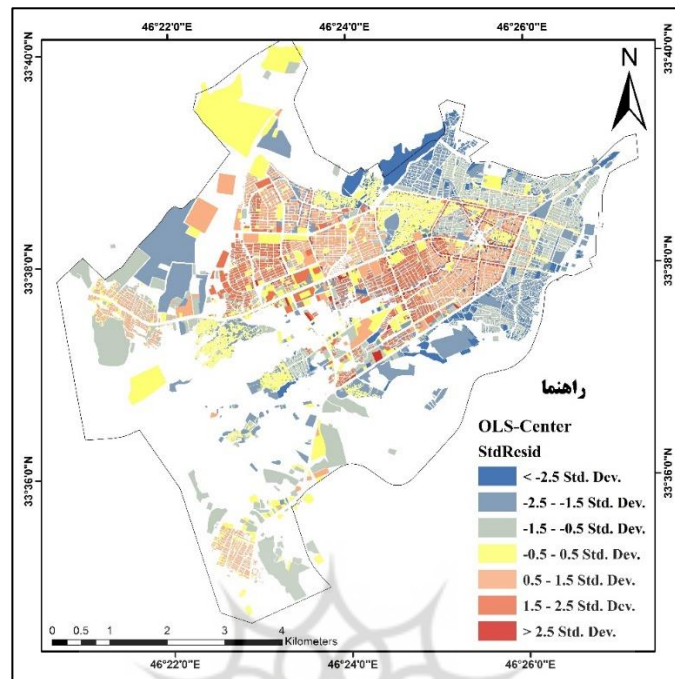 46°22'0"E 46°24'0"E 46°26'0"E
33°40'0"N 33°40'0"N
N
33°38'0"N 33°38'0"N
راهنما
OLS-Center
StdResid
< -2.5 Std. Dev.
-2.5 - -1.5 Std. Dev.
-1.5 - -0.5 Std. Dev.
-0.5 - 0.5 Std. Dev.
0.5 - 1.5 Std. Dev.
1.5 - 2.5 Std. Dev.
> 2.5 Std. Dev.
33°36'0"N 33°36'0"N
0 0.5 1 2 3 4
Kilometers
46°22'0"E 46°24'0"E 46°26'0"E